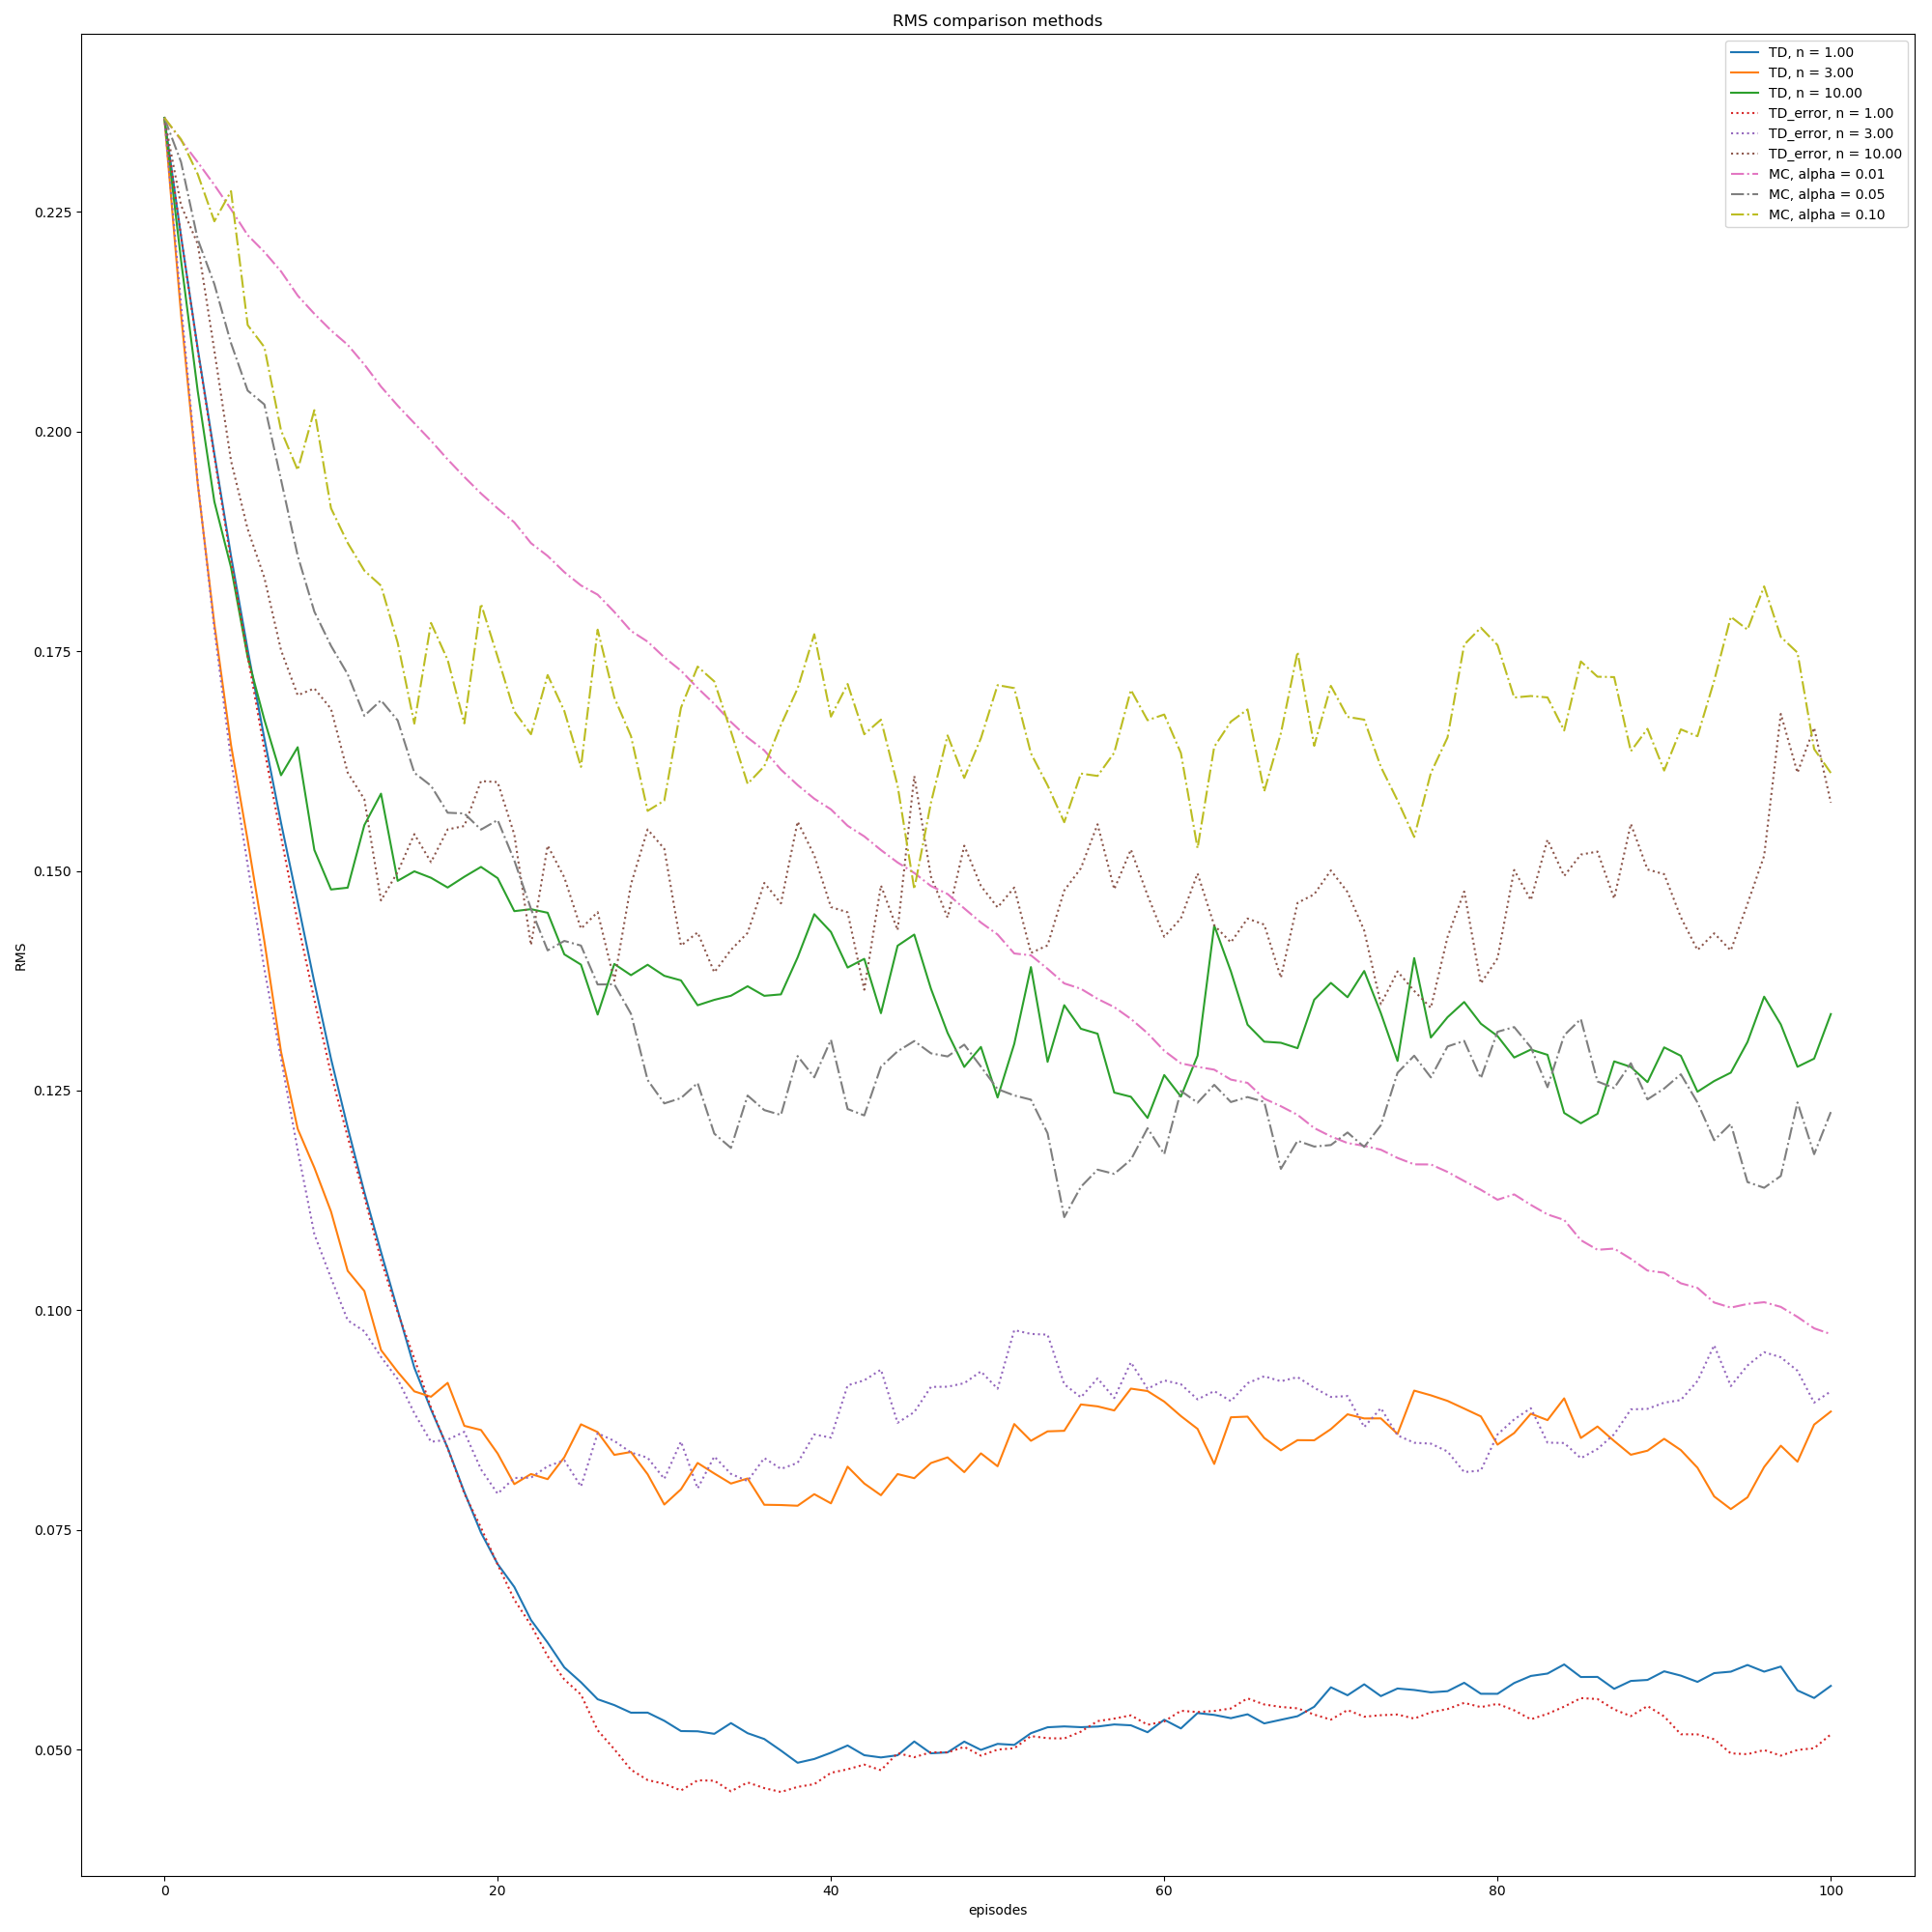 RMS comparison methods
TD, n = 1.00
TD, n = 3.00
TD, n = 10.00
TD_error, n = 1.00
TD_error, n = 3.00
TD_error, n = 10.00
MC, alpha = 0.01
MC, alpha = 0.05
MC, alpha = 0.10
0.225
0.200
0.175
0.150
0.125
0.100
0.075
0.050
RMS
0 20 40 60 80 100
episodes